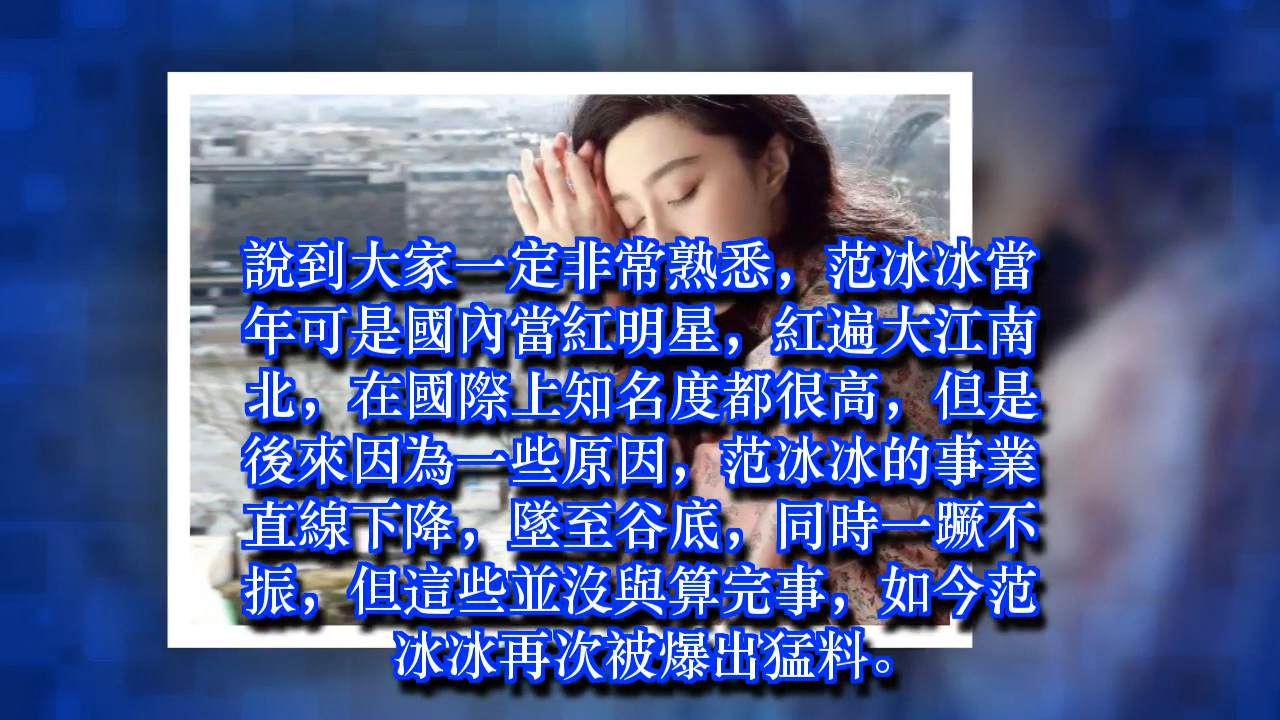 說到大家一定非常熟悉，范冰冰當
年可是國內當紅明星，紅遍大江南
北，在國際上知名度都很高，但是
後來因為一些原因，范冰冰的事業
直線下降，墜至谷底，同時一蹶不
振，但這些並沒與算完事，如今范
冰冰再次被爆出猛料。